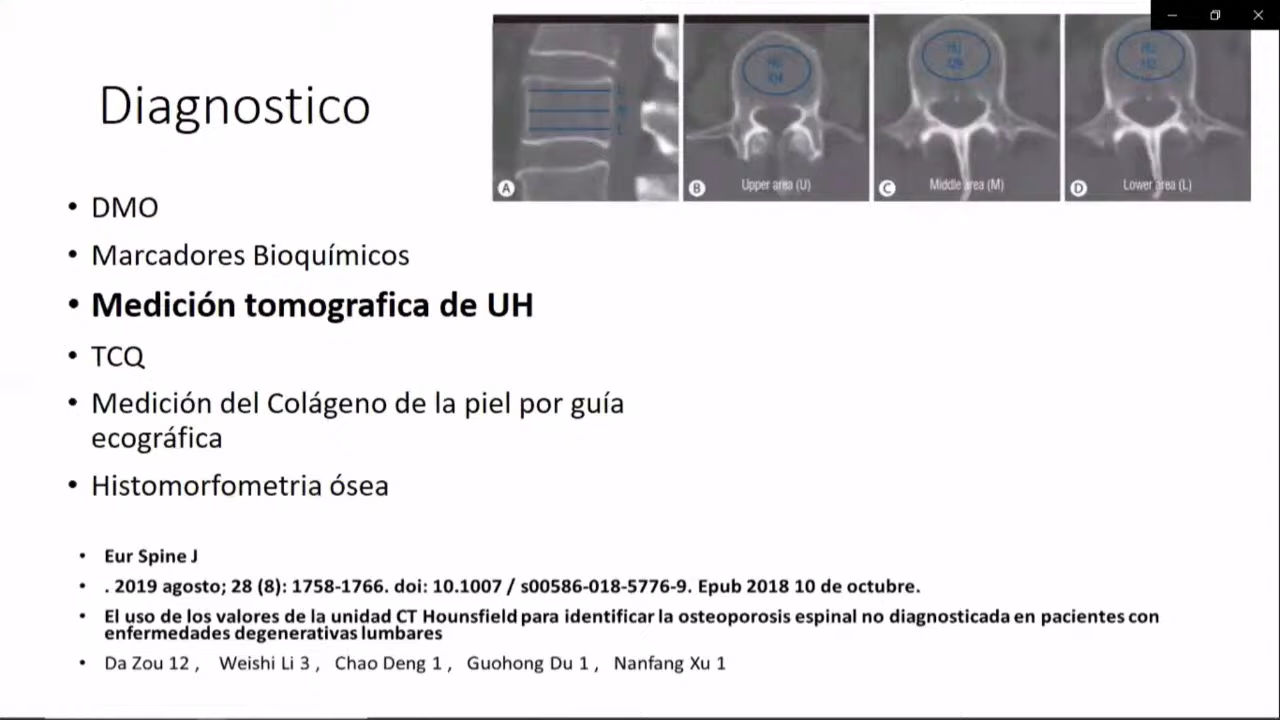 Diagnostico
A
B
Upper area (U)
C
Middle area (M)
D
Lower area (L)
• DMO
• Marcadores Bioquímicos
• Medición tomografica de UH
• TCQ
• Medición del Colágeno de la piel por guía
ecográfica
• Histomorfometria ósea
• Eur Spine J
• . 2019 agosto; 28 (8): 1758-1766. doi: 10.1007 / s00586-018-5776-9. Epub 2018 10 de octubre.
• El uso de los valores de la unidad CT Hounsfield para identificar la osteoporosis espinal no diagnosticada en pacientes con
enfermedades degenerativas lumbares
• Da Zou 12 , Weishi Li 3 , Chao Deng 1 , Guohong Du 1 , Nanfang Xu 1